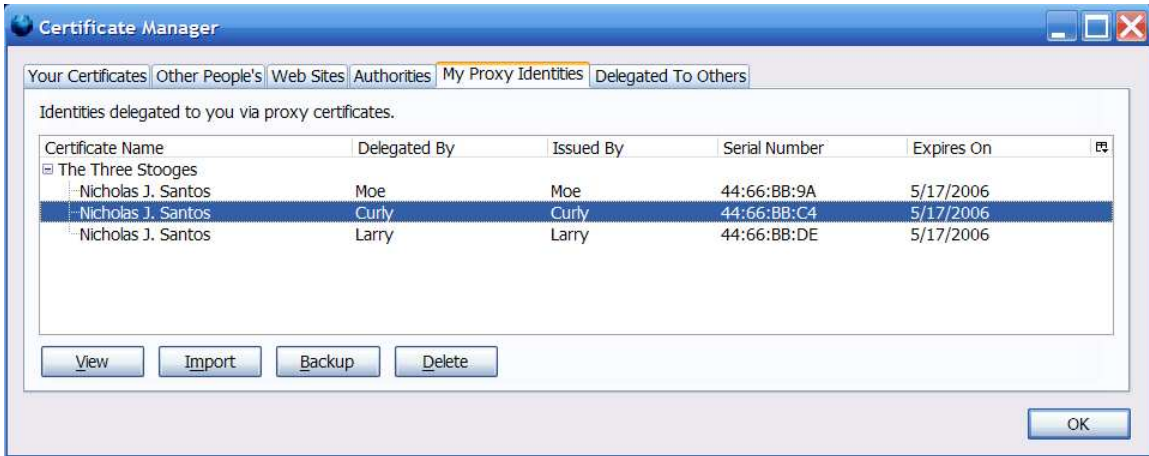 Certificate Manager
Your Certificates Other People's Web Sites Authorities My Proxy Identities Delegated To Others
Identities delegated to you via proxy certificates.
Certificate Name Delegated By Issued By Serial Number Expires On
The Three Stooges
Nicholas J. Santos Moe Moe 44:66:BB:9A 5/17/2006
Nicholas J. Santos Curly Curly 44:66:BB:C4 5/17/2006
Nicholas J. Santos Larry Larry 44:66:BB:DE 5/17/2006
View Import Backup Delete
OK